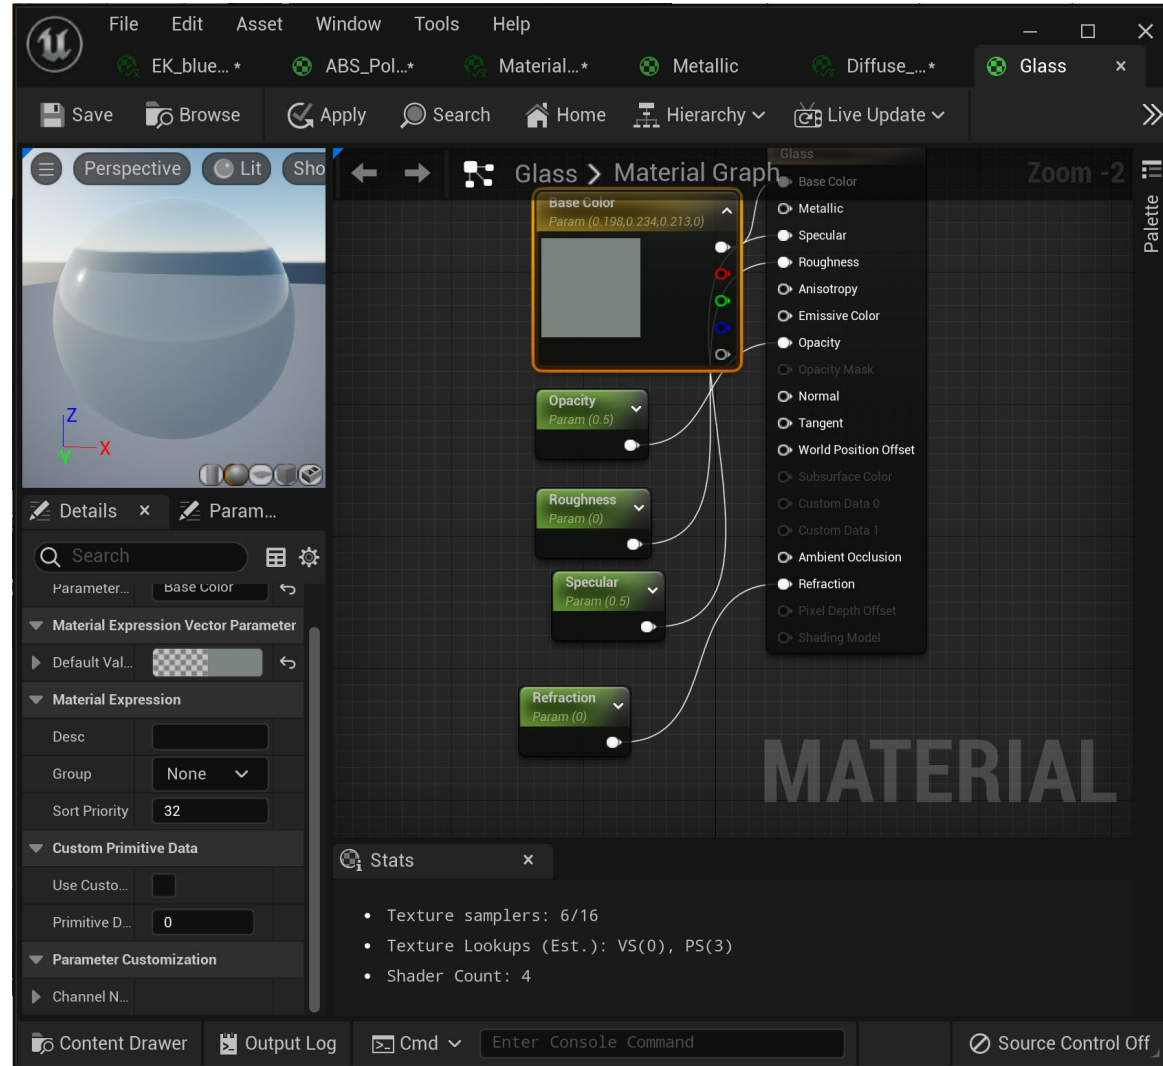 File Edit Asset Window Tools Help
EK_blue... * ABS_Pol...* Material...* Metallic Diffuse_...* Glass
Save Browse Apply Search Home Hierarchy Live Update
Perspective Lit Sho
Glass Material Graph
Zoom -2
Palette
Z
X
Y
Base Color
Param (0.198,0.234,0.213,0)
Opacity
Param (0.5)
Roughness
Param (0)
Specular
Param (0.5)
Refraction
Param (0)
Glass
Base Color
Metallic
Specular
Roughness
Anisotropy
Emissive Color
Opacity
Opacity Mask
Normal
Tangent
World Position Offset
Subsurface Color
Custom Data 0
Custom Data 1
Ambient Occlusion
Refraction
Pixel Depth Offset
Shading Model
MATERIAL
Details Param...
Search
Parameter... Base Color
Material Expression Vector Parameter
Default Val...
Material Expression
Desc
Group None
Sort Priority 32
Custom Primitive Data
Use Custo...
Primitive D... 0
Parameter Customization
Channel N...
Stats
Texture samplers: 6/16
Texture Lookups (Est.): VS(0), PS(3)
Shader Count: 4
Content Drawer Output Log Cmd Enter Console Command Source Control Off